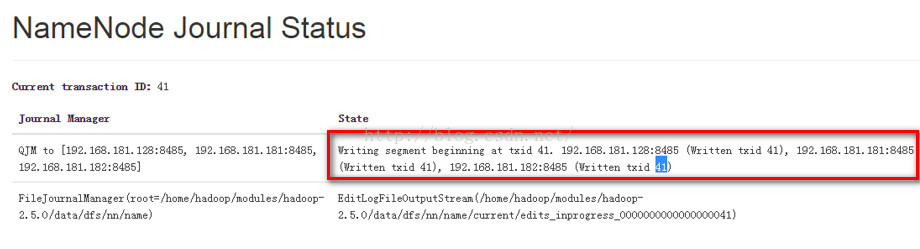 NameNode Journal Status
Current transaction ID: 41
Journal Manager State
QJM to [192.168.181.128:8485, 192.168.181.181:8485, Writing segment beginning at txid 41. 192.168.181.128:8485 (Written txid 41), 192.168.181.181:8485
192.168.181.182:8485] (Written txid 41), 192.168.181.182:8485 (Written txid 41)
FileJournalManager(root=/home/hadoop/modules/hadoop- EditLogFileOutputStream(/home/hadoop/modules/hadoop-
2.5.0/data/dfs/nn/name) 2.5.0/data/dfs/nn/name/current/edits_inprogress_0000000000000000041)
http://blog.csdn.net/